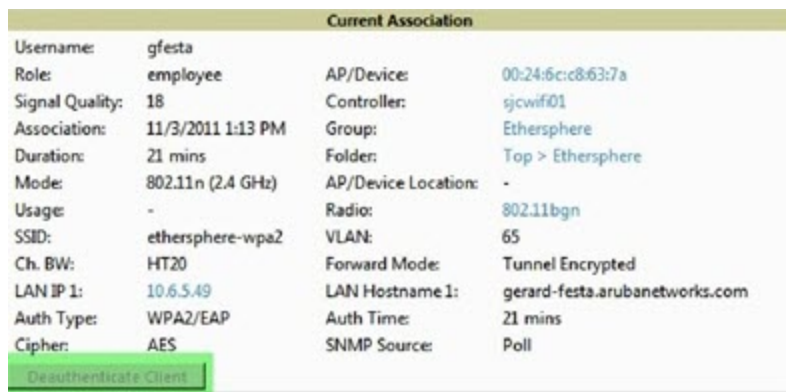 Current Association
Username: gfesta
Role: employee AP/Device: 00:24:6c:c8:63:7a
Signal Quality: 18 Controller: sjcwifi01
Association: 11/3/2011 1:13 PM Group: Ethersphere
Duration: 21 mins Folder: Top > Ethersphere
Mode: 802.11n (2.4 GHz) AP/Device Location: -
Usage: - Radio: 802.11bgn
SSID: ethersphere-wpa2 VLAN: 65
Ch. BW: HT20 Forward Mode: Tunnel Encrypted
LAN IP 1: 10.6.5.49 LAN Hostname 1: gerard-festa.arubanetworks.com
Auth Type: WPA2/EAP Auth Time: 21 mins
Cipher: AES SNMP Source: Poll
Deauthenticate Client